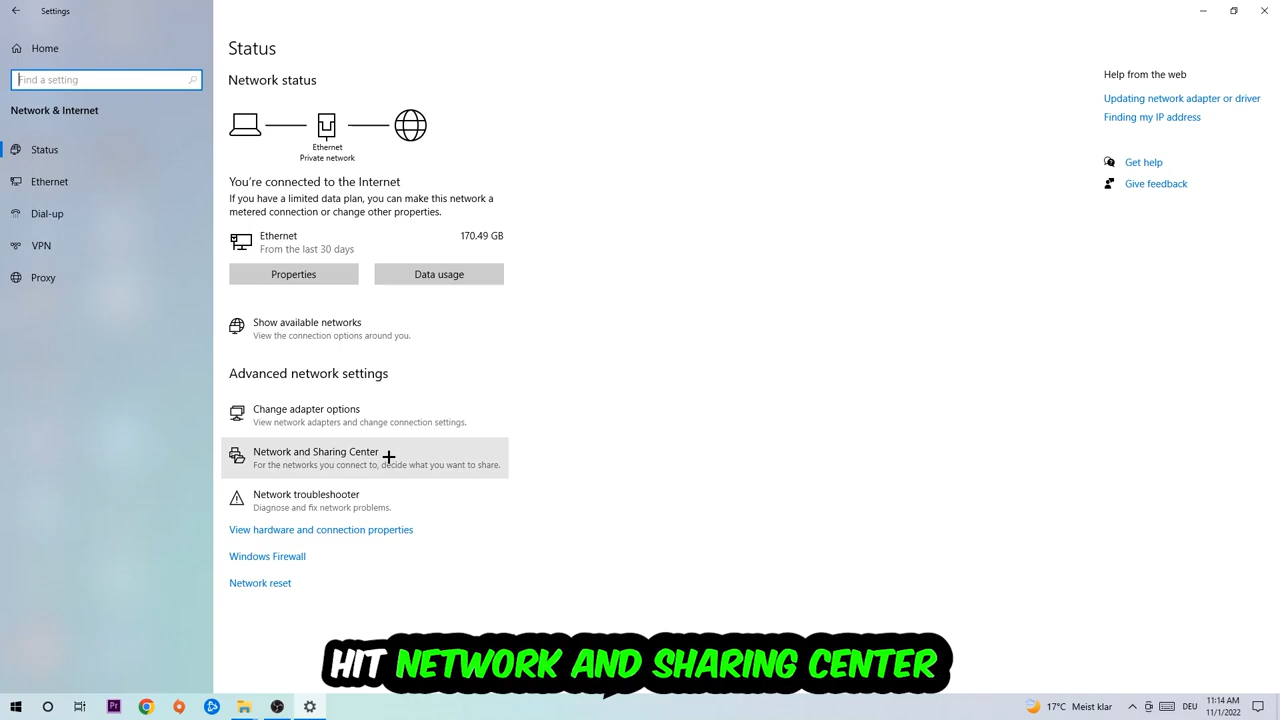 Settings
Home
Find a setting
Network & Internet
Status
Ethernet
Dial-up
VPN
Proxy
Status
Network status
Ethernet
Private network
You're connected to the Internet
If you have a limited data plan, you can make this network a
metered connection or change other properties.
Ethernet 170.49 GB
From the last 30 days
Properties Data usage
Show available networks
View the connection options around you.
Advanced network settings
Change adapter options
View network adapters and change connection settings.
Network and Sharing Center
For the networks you connect to, decide what you want to share.
Network troubleshooter
Diagnose and fix network problems.
View hardware and connection properties
Windows Firewall
Network reset
Help from the web
Updating network adapter or driver
Finding my IP address
Get help
Give feedback
HIT NETWORK AND SHARING CENTER
Pr
17°C Meist klar
DEU
11:14 AM
11/1/2022